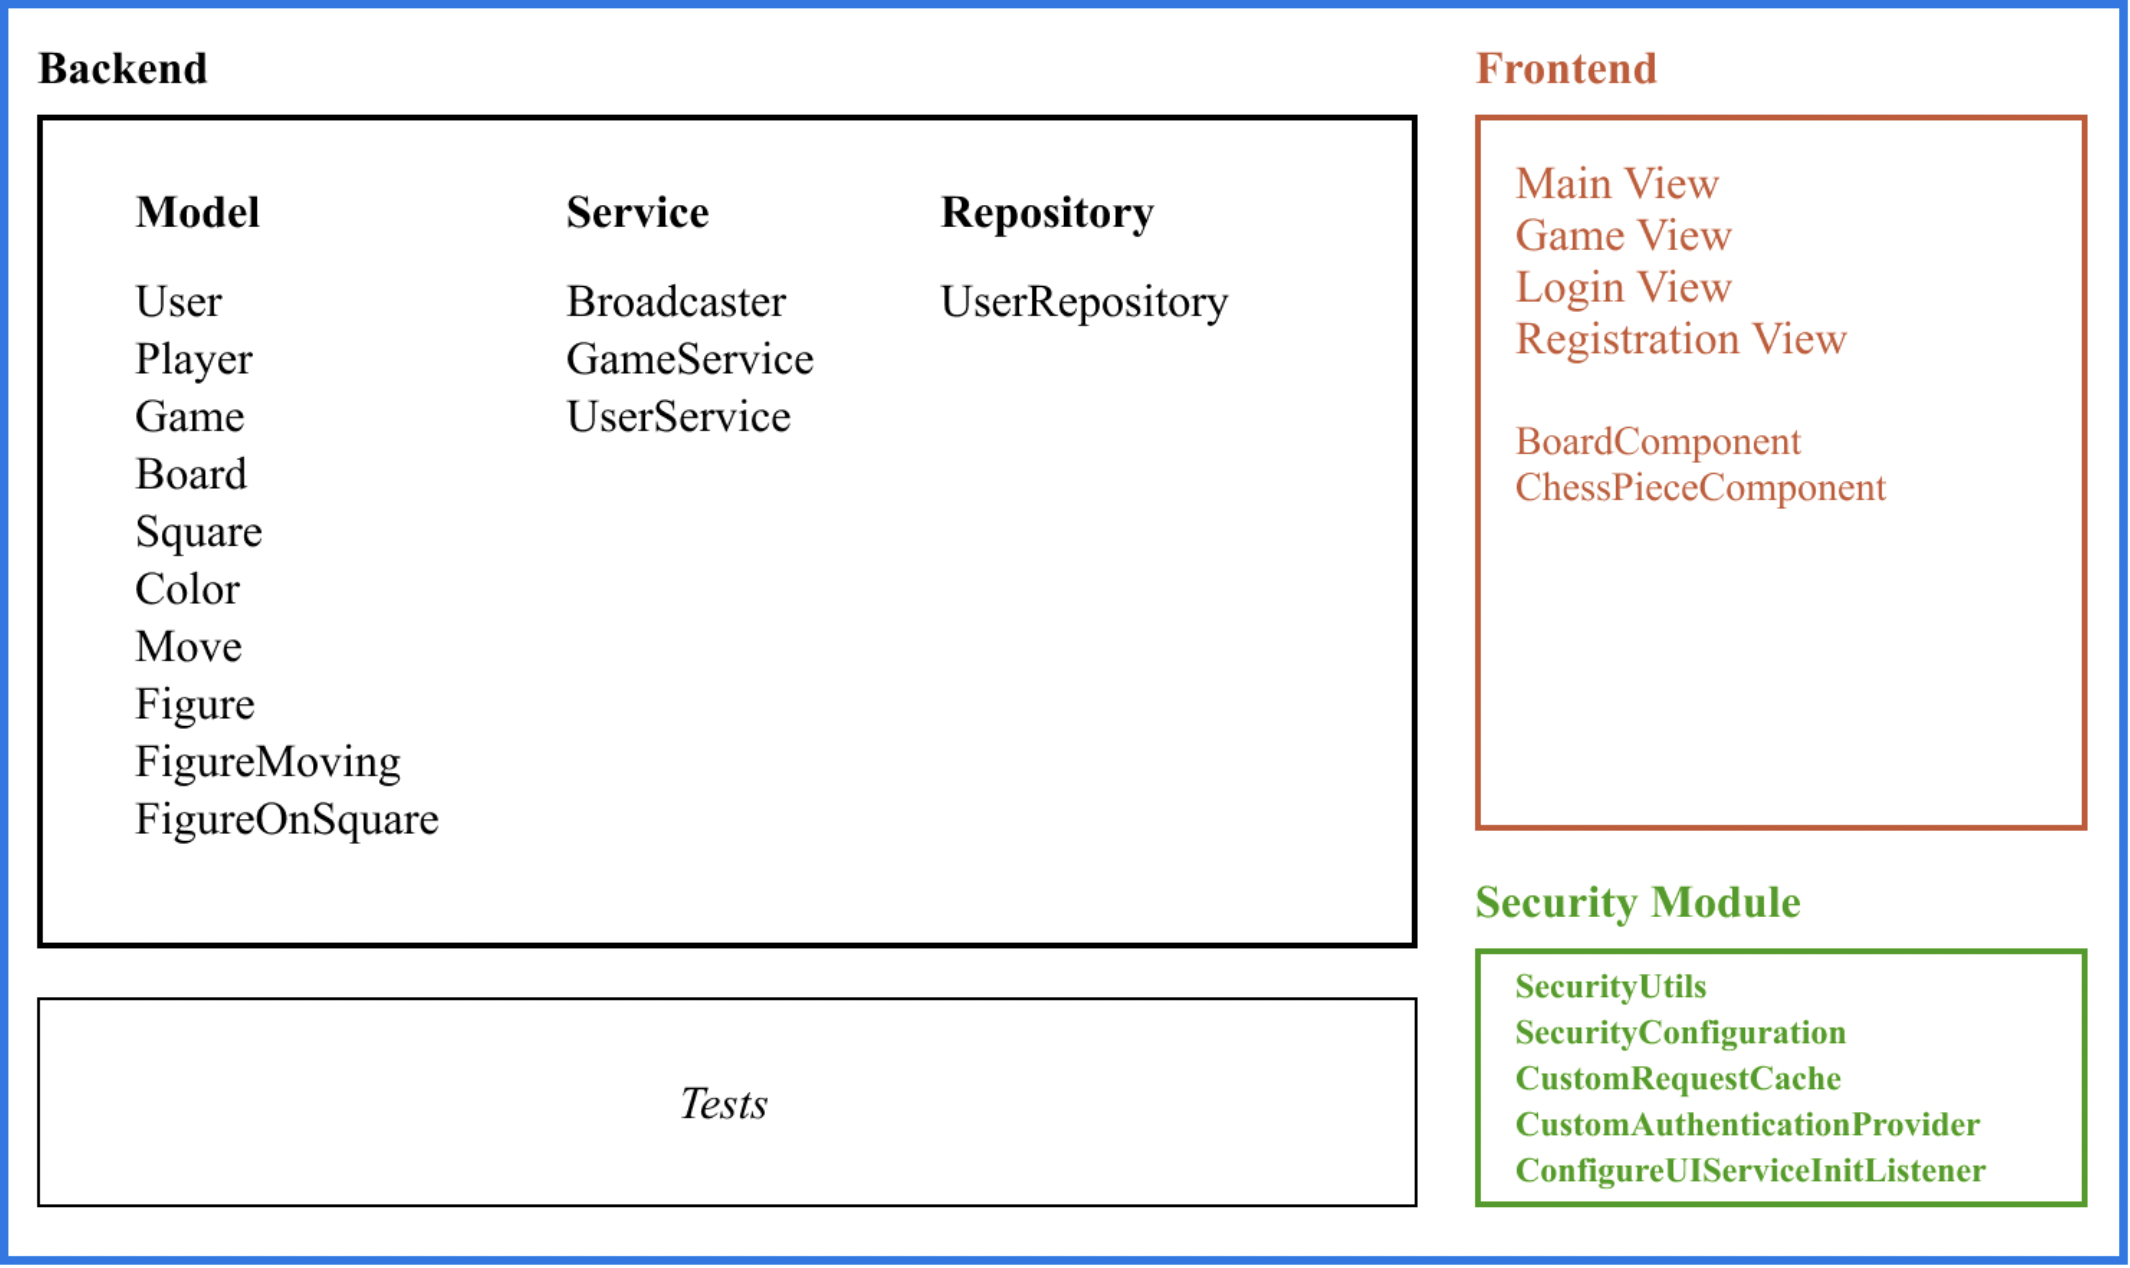 Backend
Model
User
Player
Game
Board
Square
Color
Move
Figure
FigureMoving
FigureOnSquare
Service
Broadcaster
GameService
UserService
Repository
UserRepository
Tests
Frontend
Main View
Game View
Login View
Registration View
BoardComponent
ChessPieceComponent
Security Module
SecurityUtils
SecurityConfiguration
CustomRequestCache
CustomAuthenticationProvider
ConfigureUIServiceInitListener